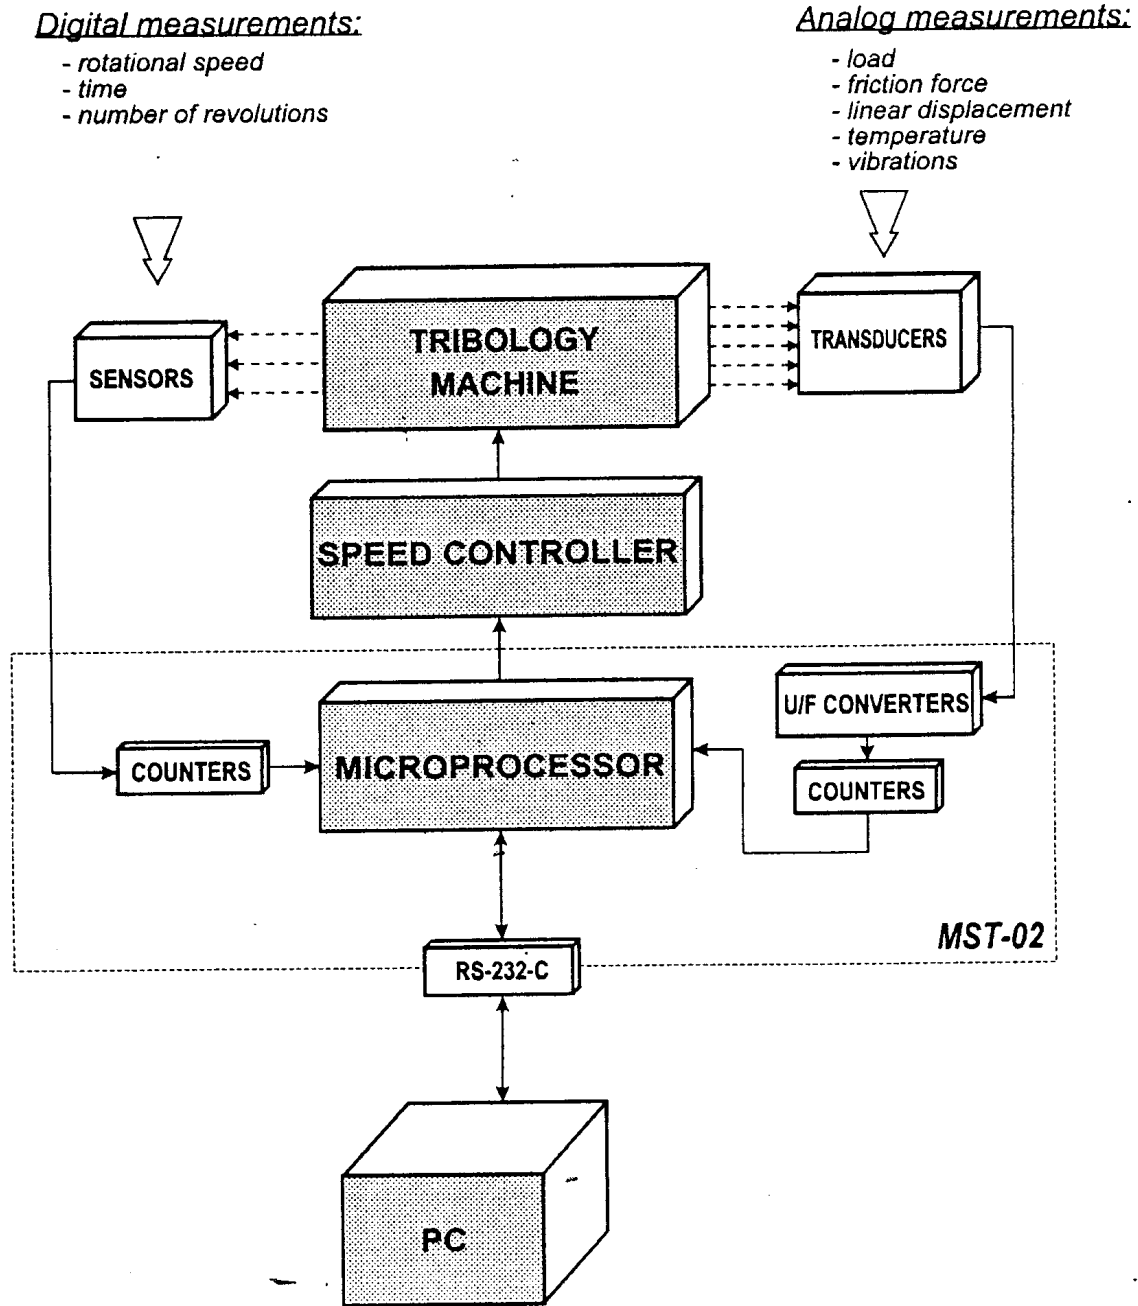 Digital measurements:
- rotational speed
- time
- number of revolutions
Analog measurements:
- load
- friction force
- linear displacement
- temperature
- vibrations
TRIBOLOGY
MACHINE
SENSORS
TRANSDUCERS
SPEED CONTROLLER
U/F CONVERTERS
COUNTERS
MICROPROCESSOR
COUNTERS
MST-02
RS-232-C
PC